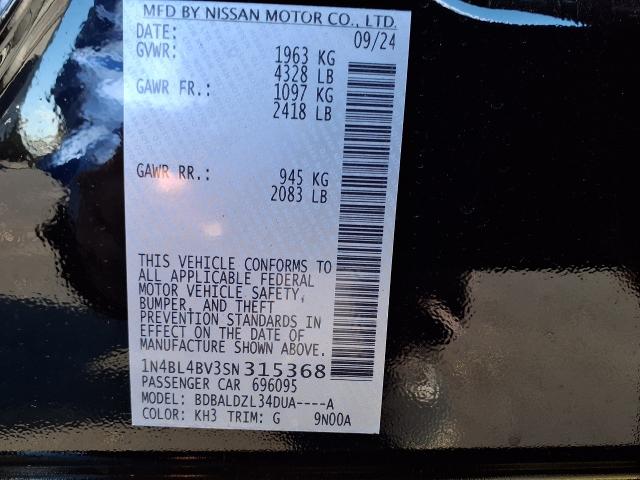 MFD BY NISSAN MOTOR CO., LTD.
DATE: 09/24
GVWR: 1963 KG
4328 LB
GAWR FR.: 1097 KG
2418 LB
GAWR RR.: 945 KG
2083 LB
THIS VEHICLE CONFORMS TO
ALL APPLICABLE FEDERAL
MOTOR VEHICLE SAFETY,
BUMPER, AND THEFT
PREVENTION STANDARDS IN
EFFECT ON THE DATE OF
MANUFACTURE SHOWN ABOVE.
1N4BL4BV3SN315368
PASSENGER CAR 696095
MODEL: BDBALDZL34DUA----A
COLOR: KH3 TRIM: G 9N00A